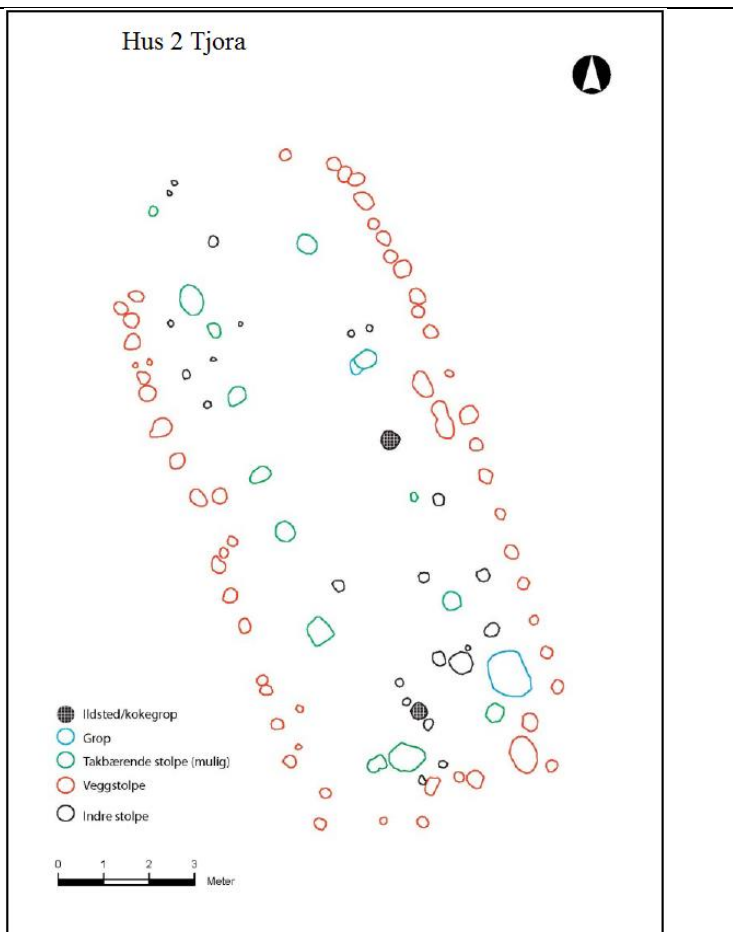 Hus 2 Tjora
Ildsted/kokegrop
Grop
Takbærende stolpe (mulig)
Veggstolpe
Indre stolpe
0 1 2 3
Meter